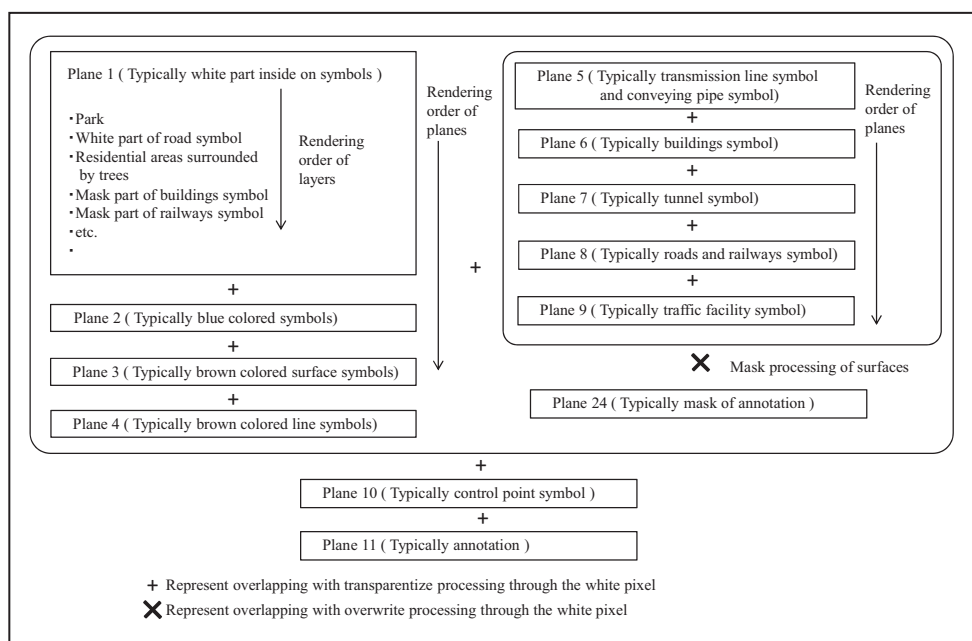 Plane 1 ( Typically white part inside on symbols )
・Park
・White part of road symbol
・Residential areas surrounded
by trees
・Mask part of buildings symbol
・Mask part of railways symbol
・etc.
・
Rendering
order of
layers
Rendering
order of
planes
+
Plane 2 ( Typically blue colored symbols)
+
Plane 3 ( Typically brown colored surface symbols)
+
Plane 4 ( Typically brown colored line symbols)
+
Plane 5 ( Typically transmission line symbol
and conveying pipe symbol)
+
Plane 6 ( Typically buildings symbol)
+
Plane 7 ( Typically tunnel symbol)
+
Plane 8 ( Typically roads and railways symbol)
+
Plane 9 ( Typically traffic facility symbol)
Rendering
order of
planes
✕ Mask processing of surfaces
Plane 24 ( Typically mask of annotation )
+
Plane 10 ( Typically control point symbol )
+
Plane 11 ( Typically annotation )
+ Represent overlapping with transparentize processing through the white pixel
✕ Represent overlapping with overwrite processing through the white pixel